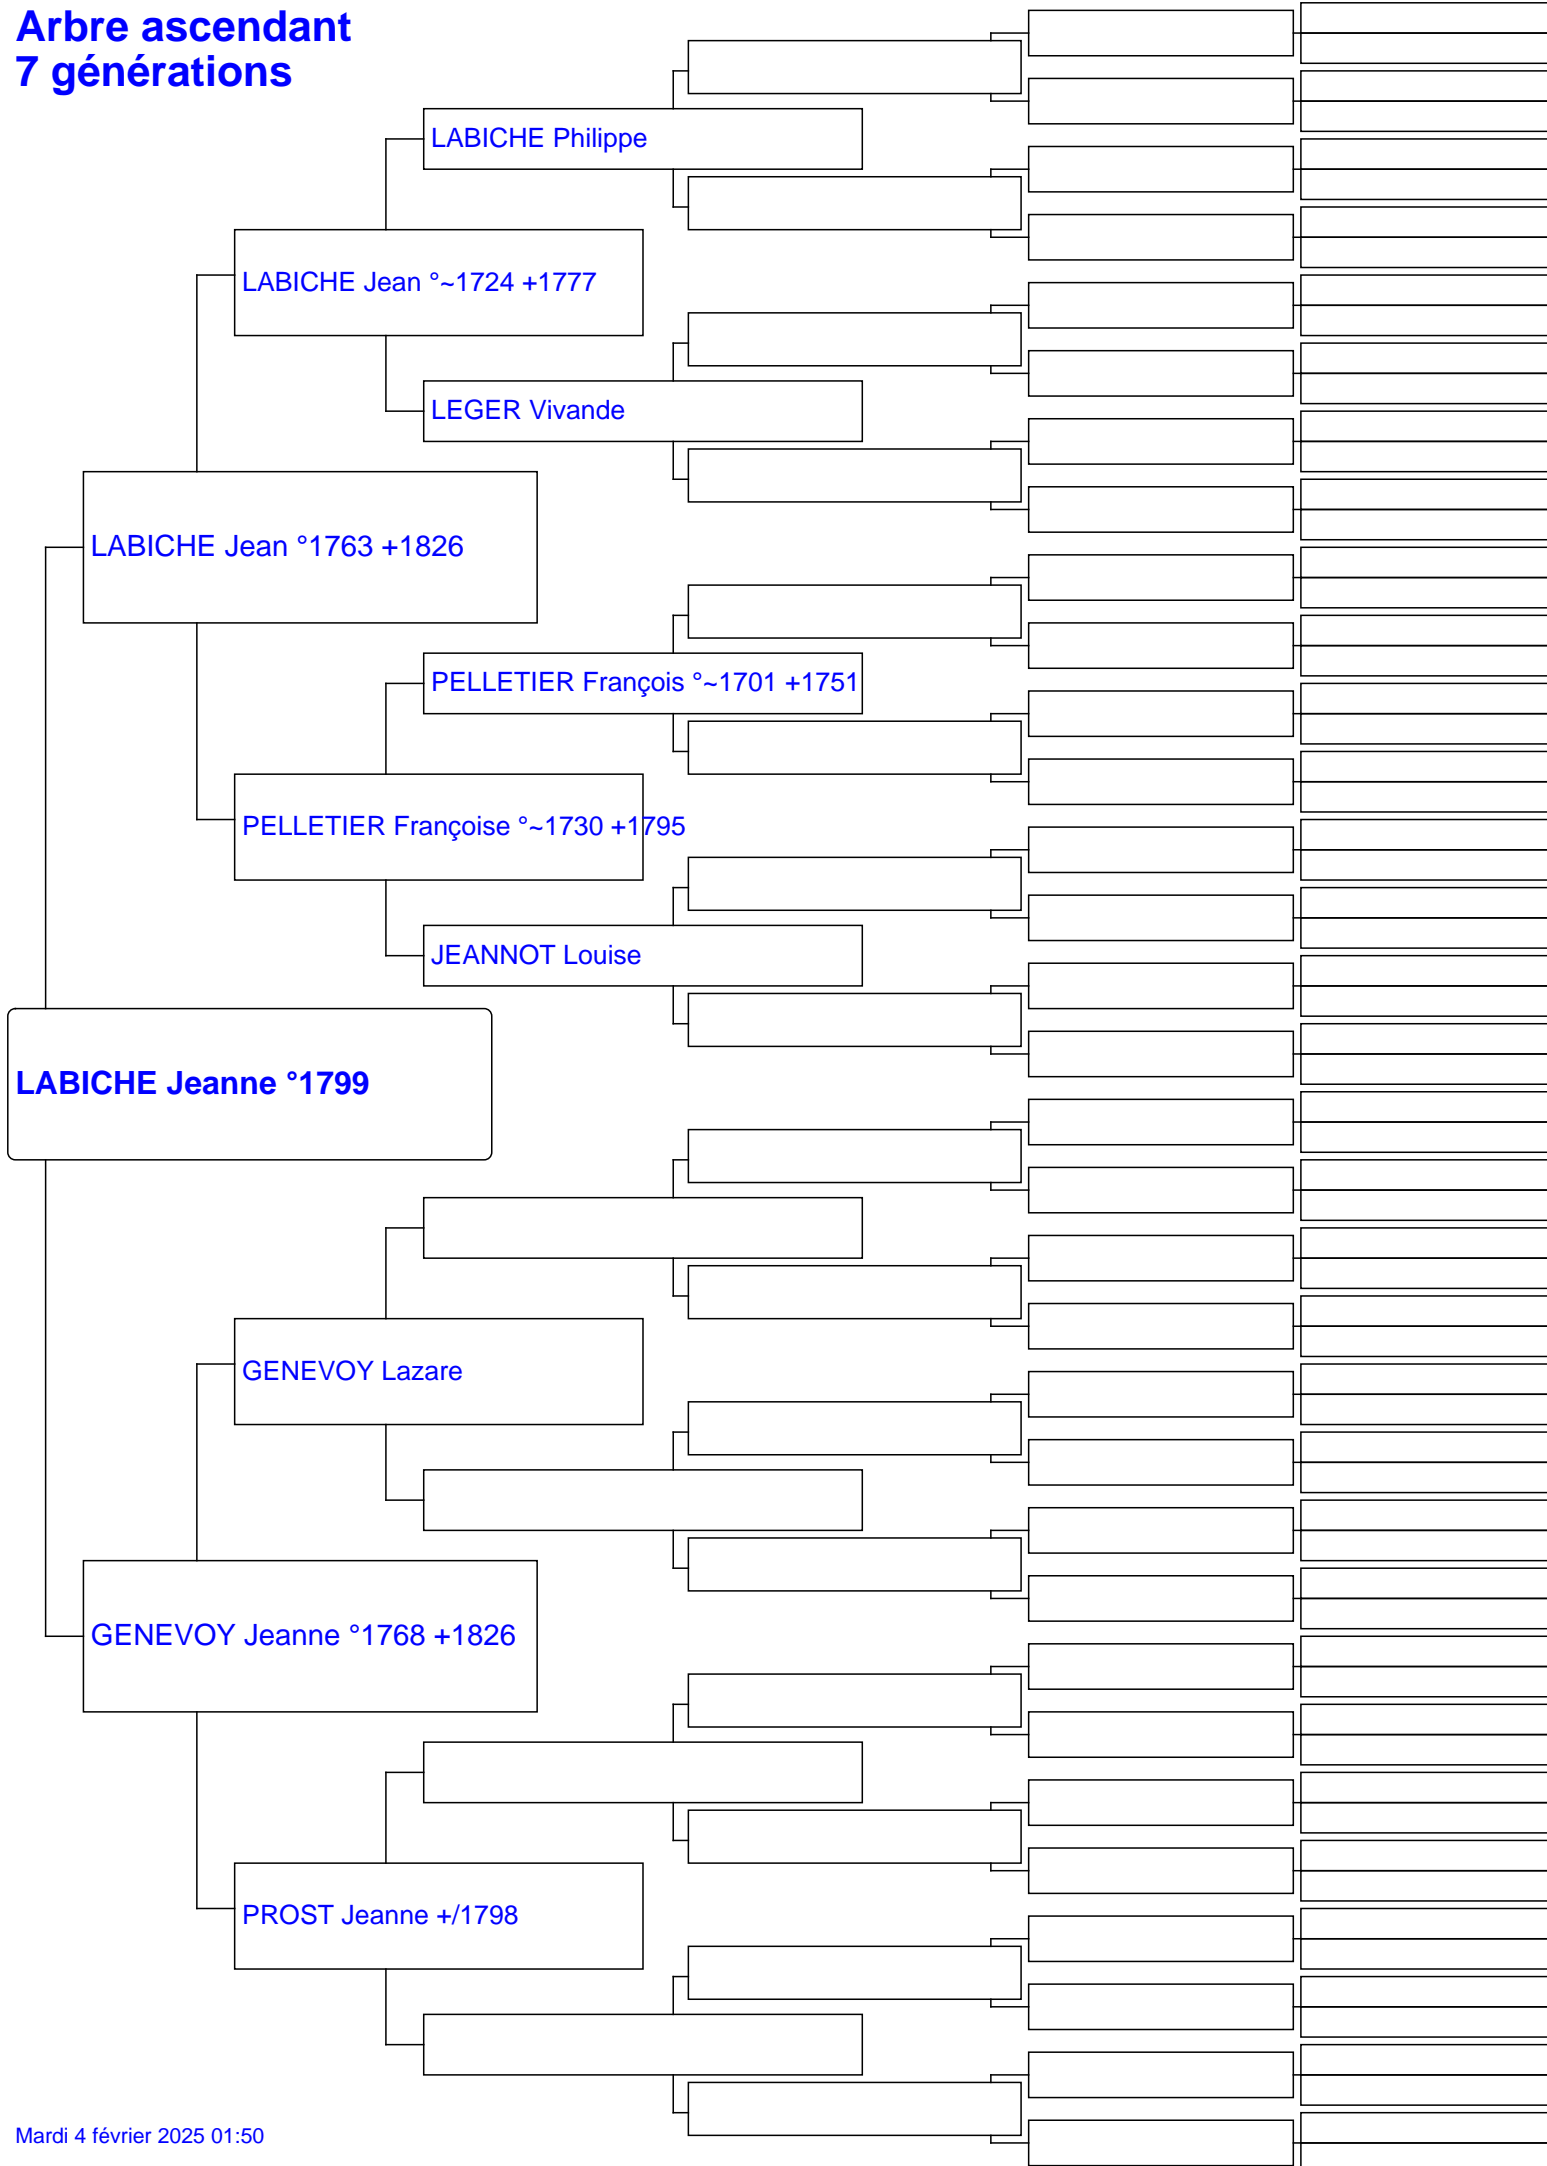 Arbre ascendant
7 générations
LABICHE Philippe
LABICHE Jean °~1724 +1777
LEGER Vivande
LABICHE Jean °1763 +1826
PELLETIER François °~1701 +1751
PELLETIER Françoise °~1730 +1795
JEANNOT Louise
LABICHE Jeanne °1799
GENEVOY Lazare
GENEVOY Jeanne °1768 +1826
PROST Jeanne +/1798
Mardi 4 février 2025 01:50